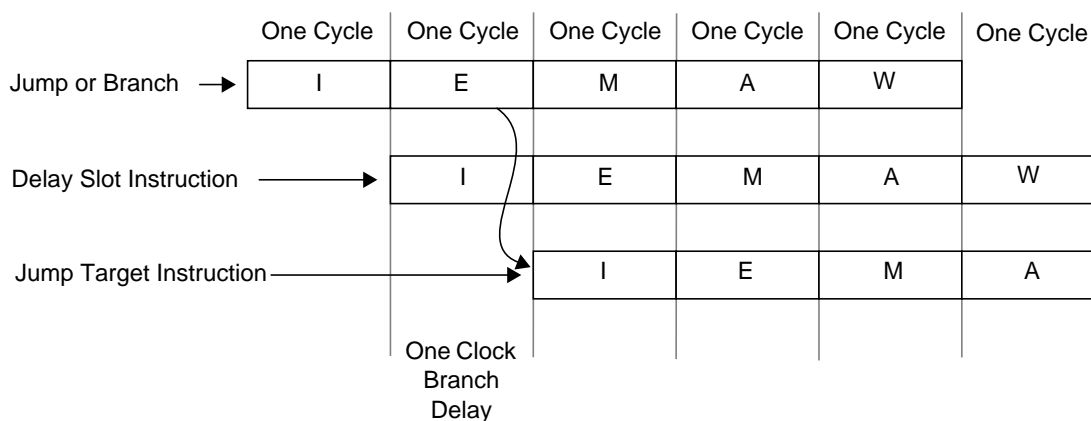 One Cycle One Cycle One Cycle One Cycle One Cycle One Cycle
Jump or Branch I E M A W
Delay Slot Instruction I E M A W
Jump Target Instruction I E M A
One Clock
Branch
Delay